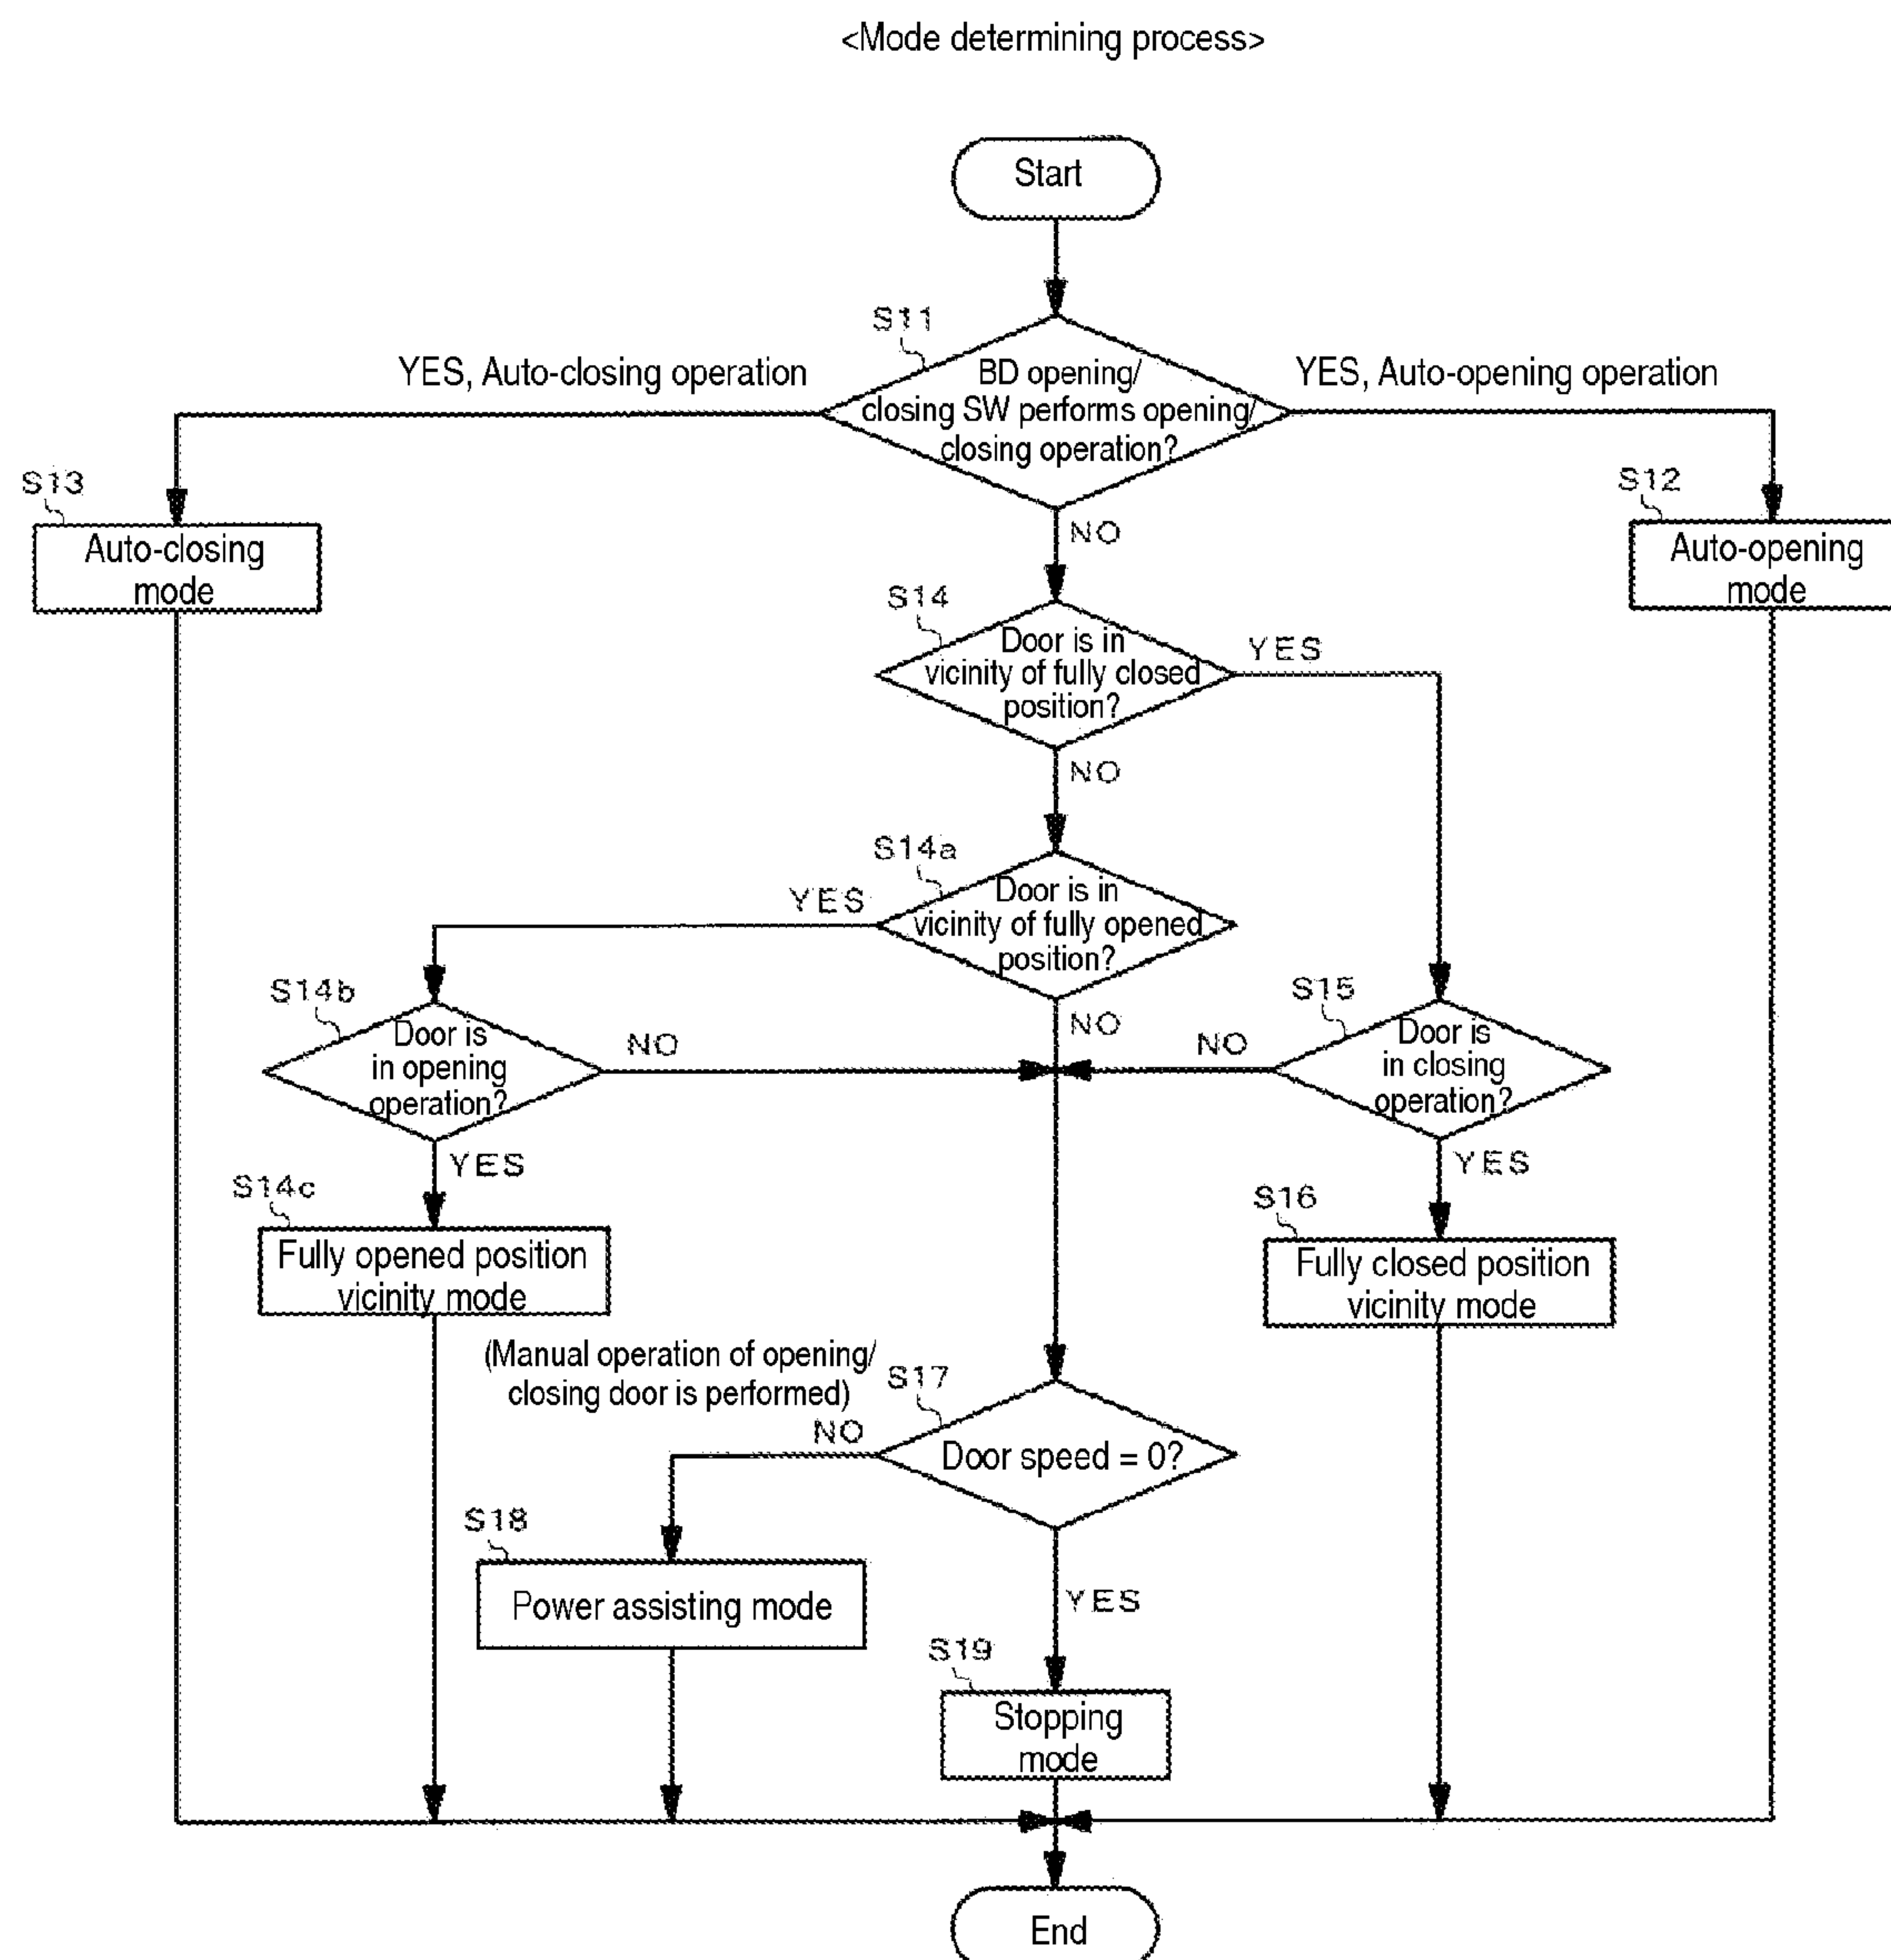 <Mode determining process>
Start
S11
YES, Auto-closing operation
BD opening/
closing SW performs opening/
closing operation?
YES, Auto-opening operation
S13
Auto-closing
mode
NO
S12
Auto-opening
mode
S14
Door is in
vicinity of fully closed
position?
YES
NO
S14a
Door is in
vicinity of fully opened
position?
YES
NO
S14b
Door is
in opening
operation?
NO
YES
S15
Door is
in closing
operation?
NO
YES
S14c
Fully opened position
vicinity mode
S16
Fully closed position
vicinity mode
(Manual operation of opening/
closing door is performed)
S17
Door speed = 0?
NO
S18
Power assisting mode
YES
S19
Stopping
mode
End